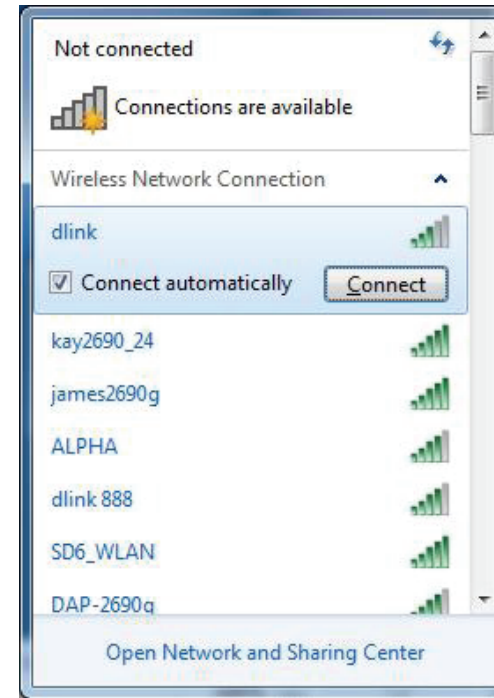 Not connected
Connections are available
Wireless Network Connection
dlink
Connect automatically Connect
kay2690_24
james2690g
ALPHA
dlink 888
SD6_WLAN
DAP-2690g
Open Network and Sharing Center